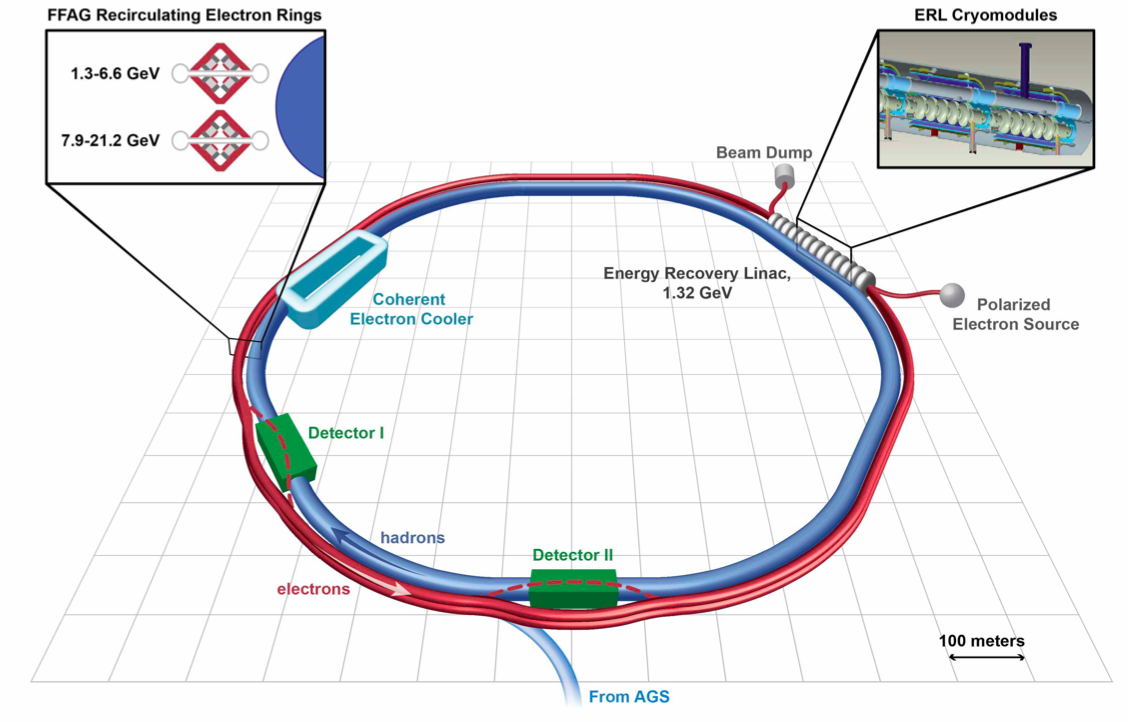 FFAG Recirculating Electron Rings
1.3-6.6 GeV
7.9-21.2 GeV
ERL Cryomodules
Beam Dump
Energy Recovery Linac,
1.32 GeV
Polarized
Electron Source
Coherent
Electron Cooler
Detector I
hadrons
electrons
Detector II
100 meters
From AGS